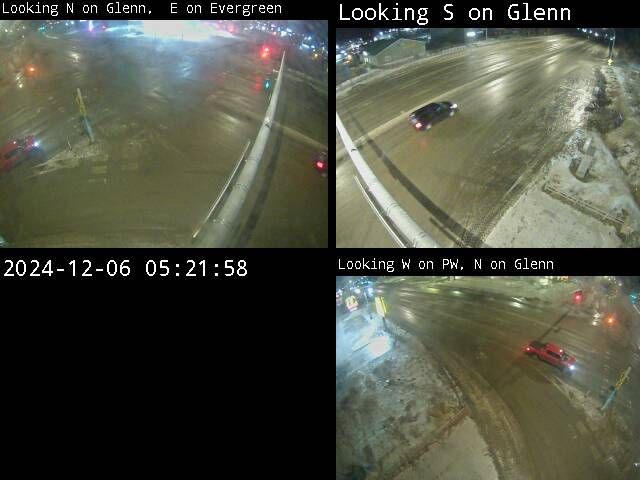 Looking N on Glenn,  E on Evergreen
Looking S on Glenn
2024-12-06 05:21:58
Looking W on PW, N on Glenn